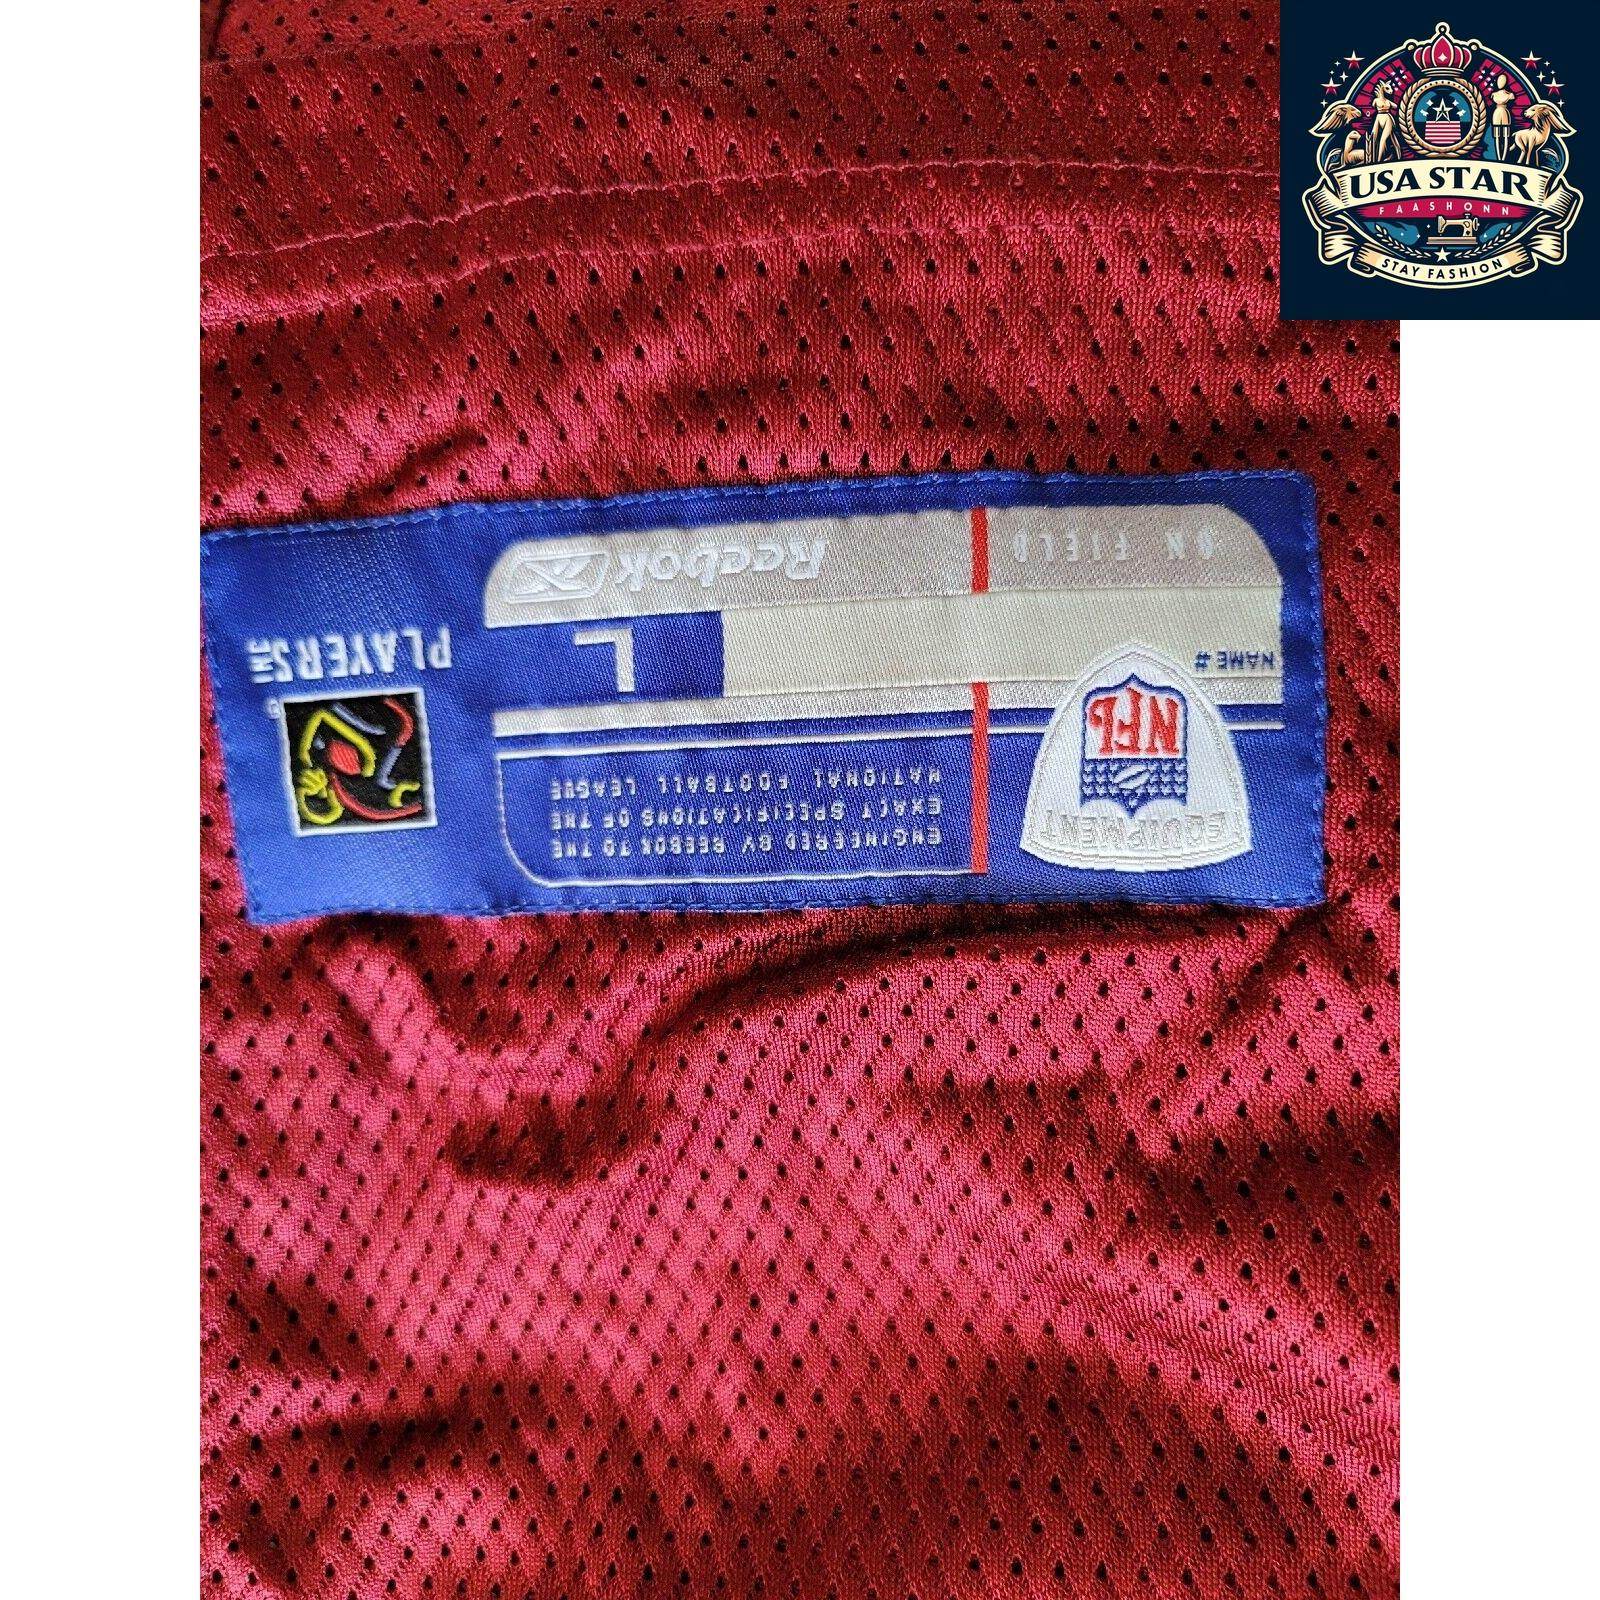 USA STAR
FAASHONN
STAY FASHION
NAME #
ON FIELD
Reebok
L
PLAYERS INC
NFL
EQUIPMENT
ENGINEERED BY REEBOK TO THE
EXACT SPECIFICATIONS OF THE
NATIONAL FOOTBALL LEAGUE